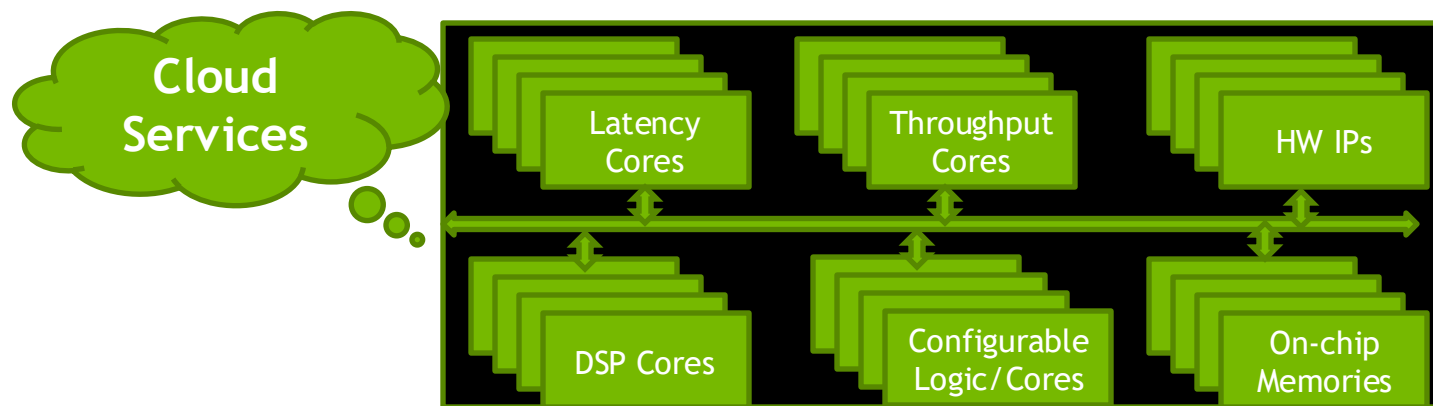 Cloud
Services
Latency
Cores
Throughput
Cores
HW IPs
DSP Cores
Configurable
Logic/Cores
On-chip
Memories